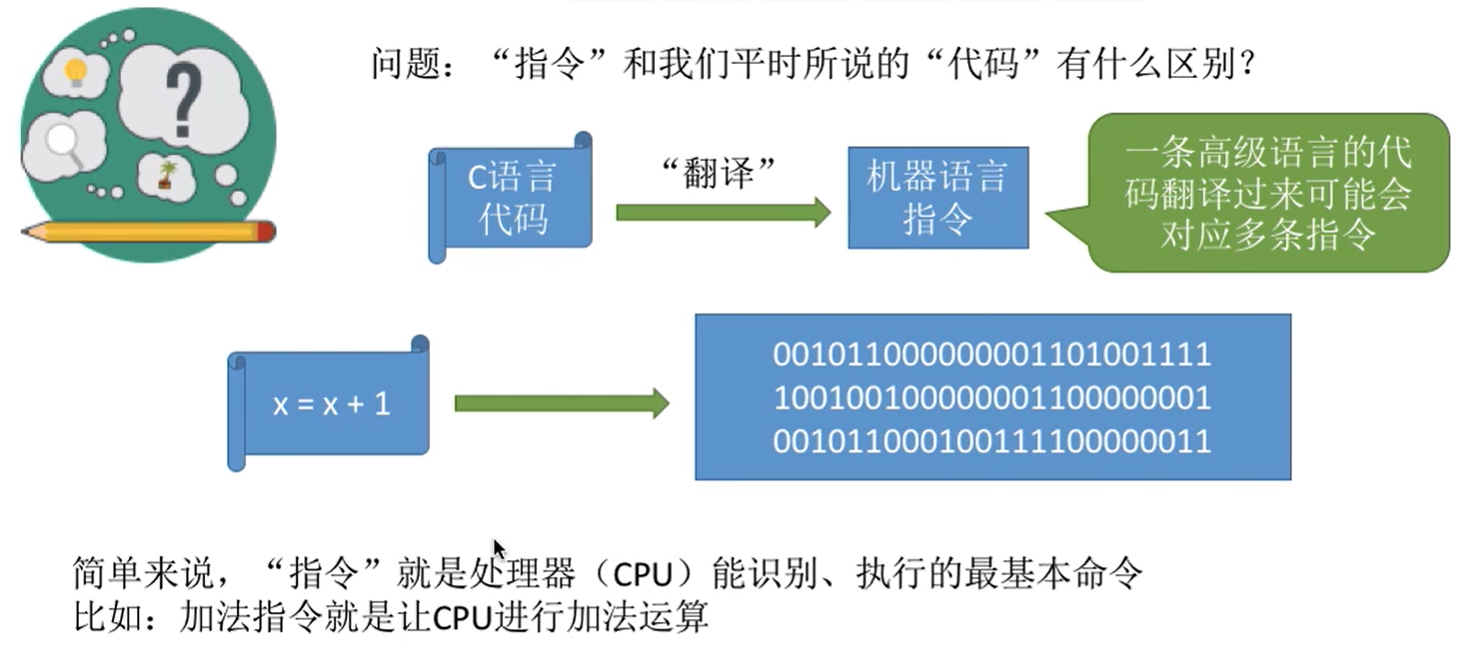 问题：“指令”和我们平时所说的“代码”有什么区别？
C语言
代码
“翻译”
机器语言
指令
一条高级语言的代
码翻译过来可能会
对应多条指令
x = x + 1
001011000000001101001111
100100100000001100000001
001011000100111100000011
简单来说，“指令”就是处理器（CPU）能识别、执行的最基本命令
比如：加法指令就是让CPU进行加法运算